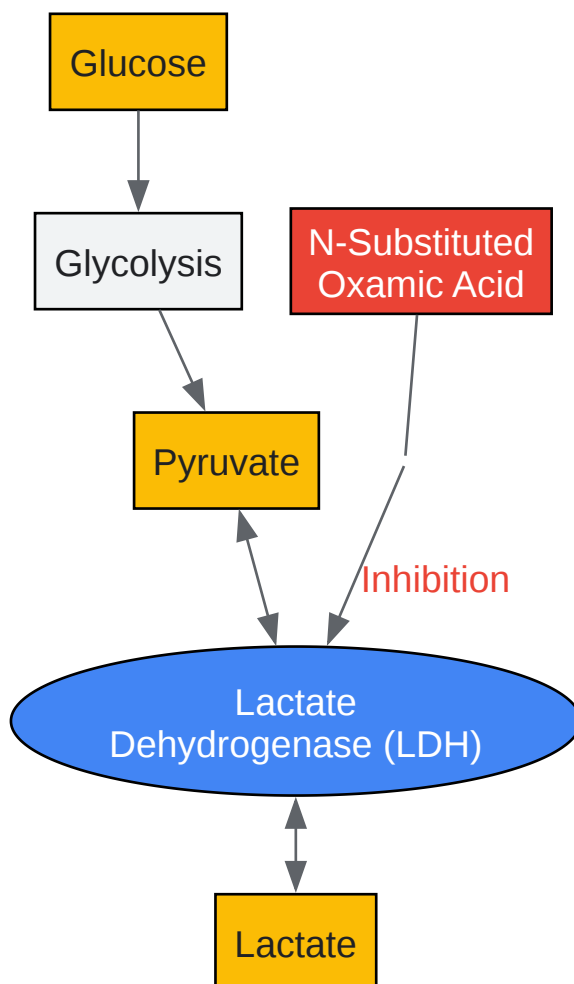 Glucose
Glycolysis
N-Substituted
Oxamic Acid
Pyruvate
Inhibition
Lactate
Dehydrogenase (LDH)
Lactate